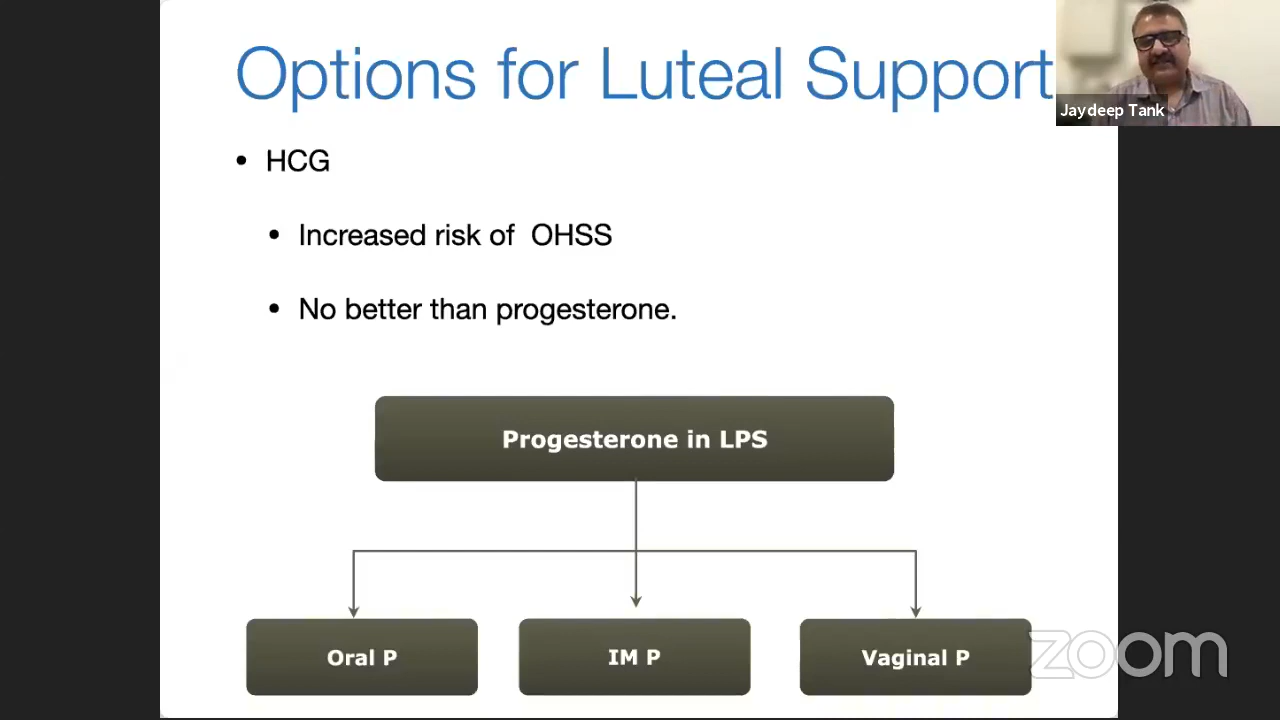 Options for Luteal Support
Jaydeep Tank
• HCG
• Increased risk of OHSS
• No better than progesterone.
Progesterone in LPS
Oral P
IM P
Vaginal P
zoom